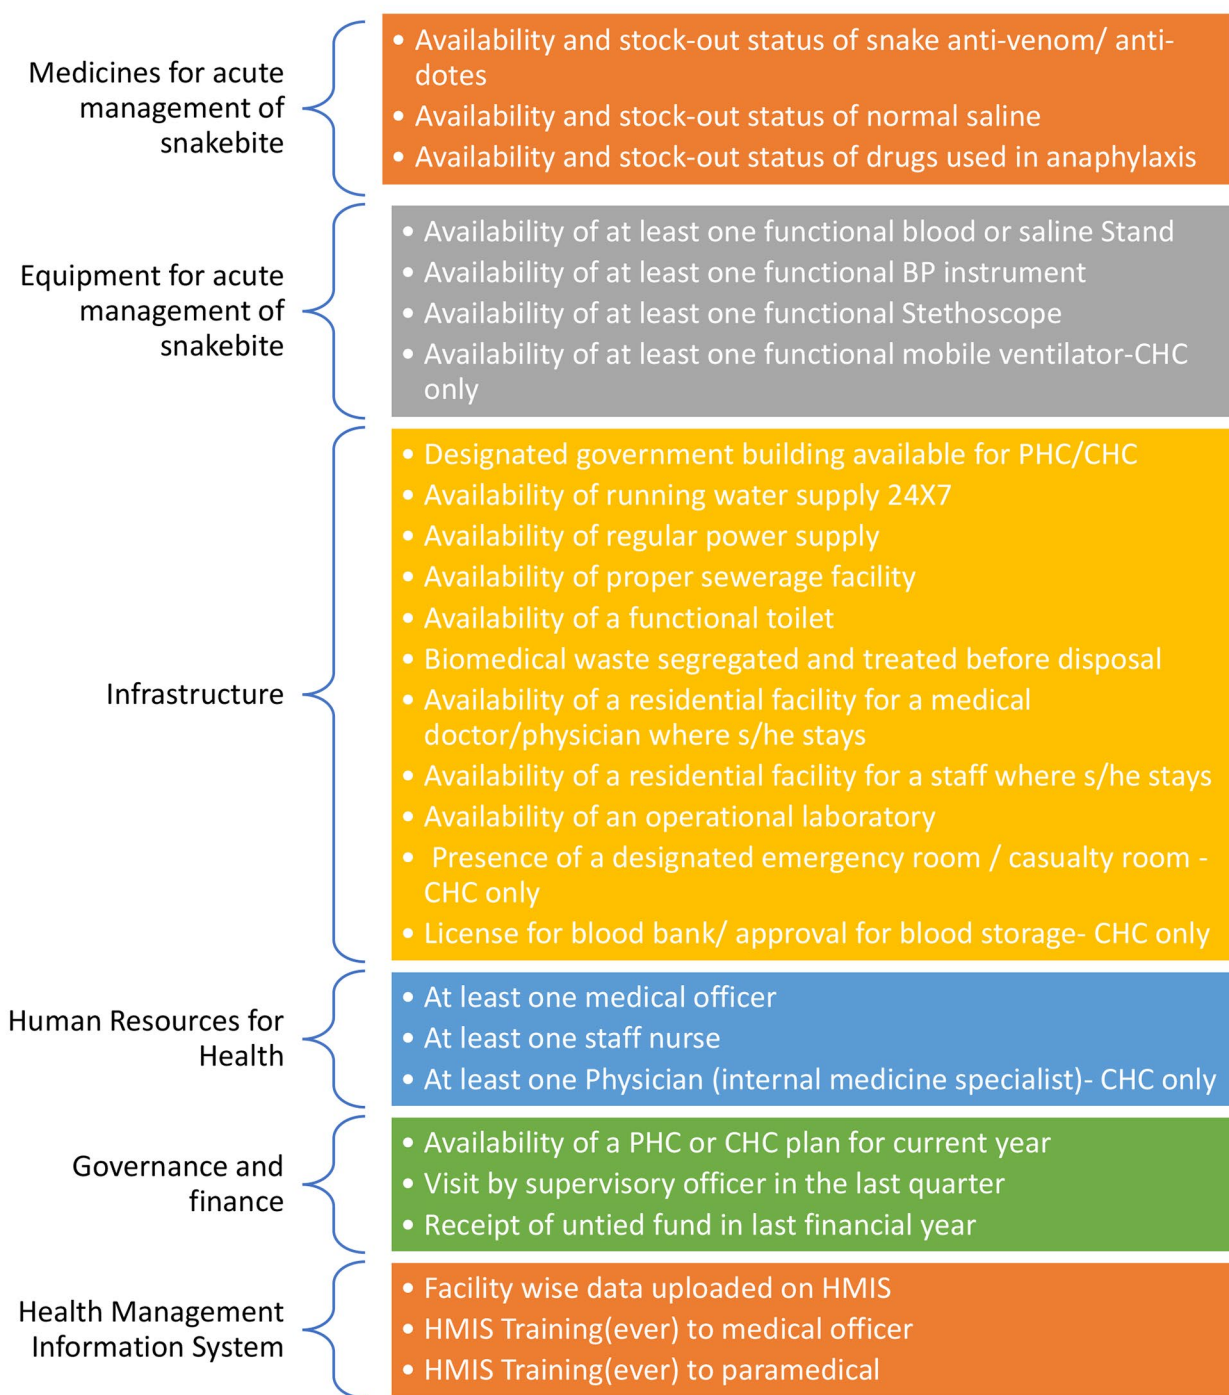 Medicines for acute
management of
snakebite
• Availability and stock-out status of snake anti-venom/ anti-
dotes
• Availability and stock-out status of normal saline
• Availability and stock-out status of drugs used in anaphylaxis
Equipment for acute
management of
snakebite
• Availability of at least one functional blood or saline Stand
• Availability of at least one functional BP instrument
• Availability of at least one functional Stethoscope
• Availability of at least one functional mobile ventilator-CHC
only
Infrastructure
• Designated government building available for PHC/CHC
• Availability of running water supply 24X7
• Availability of regular power supply
• Availability of proper sewerage facility
• Availability of a functional toilet
• Biomedical waste segregated and treated before disposal
• Availability of a residential facility for a medical
doctor/physician where s/he stays
• Availability of a residential facility for a staff where s/he stays
• Availability of an operational laboratory
• Presence of a designated emergency room / casualty room -
CHC only
• License for blood bank/ approval for blood storage- CHC only
Human Resources for
Health
• At least one medical officer
• At least one staff nurse
• At least one Physician (internal medicine specialist)- CHC only
Governance and
finance
• Availability of a PHC or CHC plan for current year
• Visit by supervisory officer in the last quarter
• Receipt of untied fund in last financial year
Health Management
Information System
• Facility wise data uploaded on HMIS
• HMIS Training(ever) to medical officer
• HMIS Training(ever) to paramedical